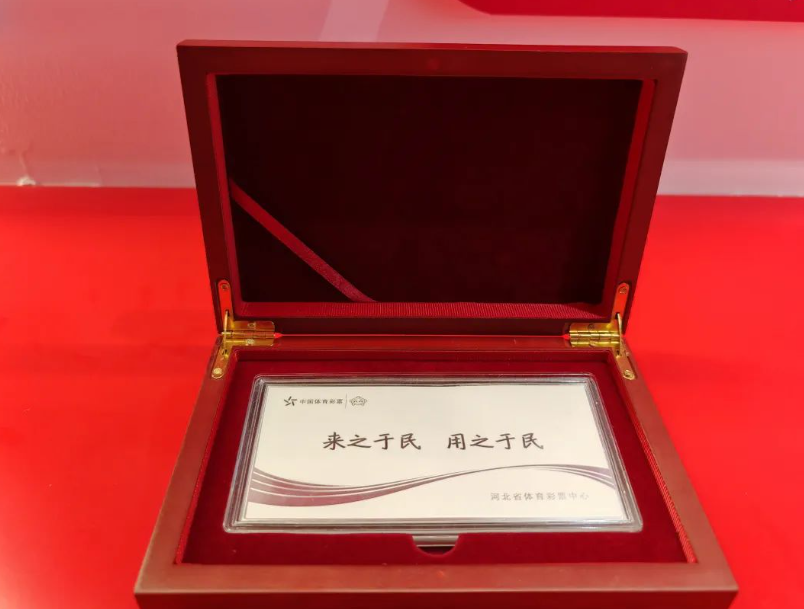 中国体育彩票
来之于民 用之于民
河北省体育彩票中心